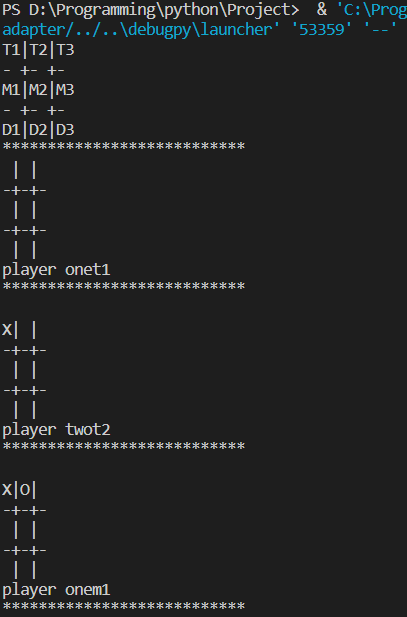 PS D:\Programming\python\Project>  & 'C:\Prog
adapter/../..\debugpy\launcher' '53359' '--'
T1|T2|T3
- +- +-
M1|M2|M3
- +- +-
D1|D2|D3
***************************
 | |
-+-+-
 | |
-+-+-
 | |
player onet1
***************************

X| |
-+-+-
 | |
-+-+-
 | |
player twot2
***************************

X|O|
-+-+-
 | |
-+-+-
 | |
player onem1
***************************